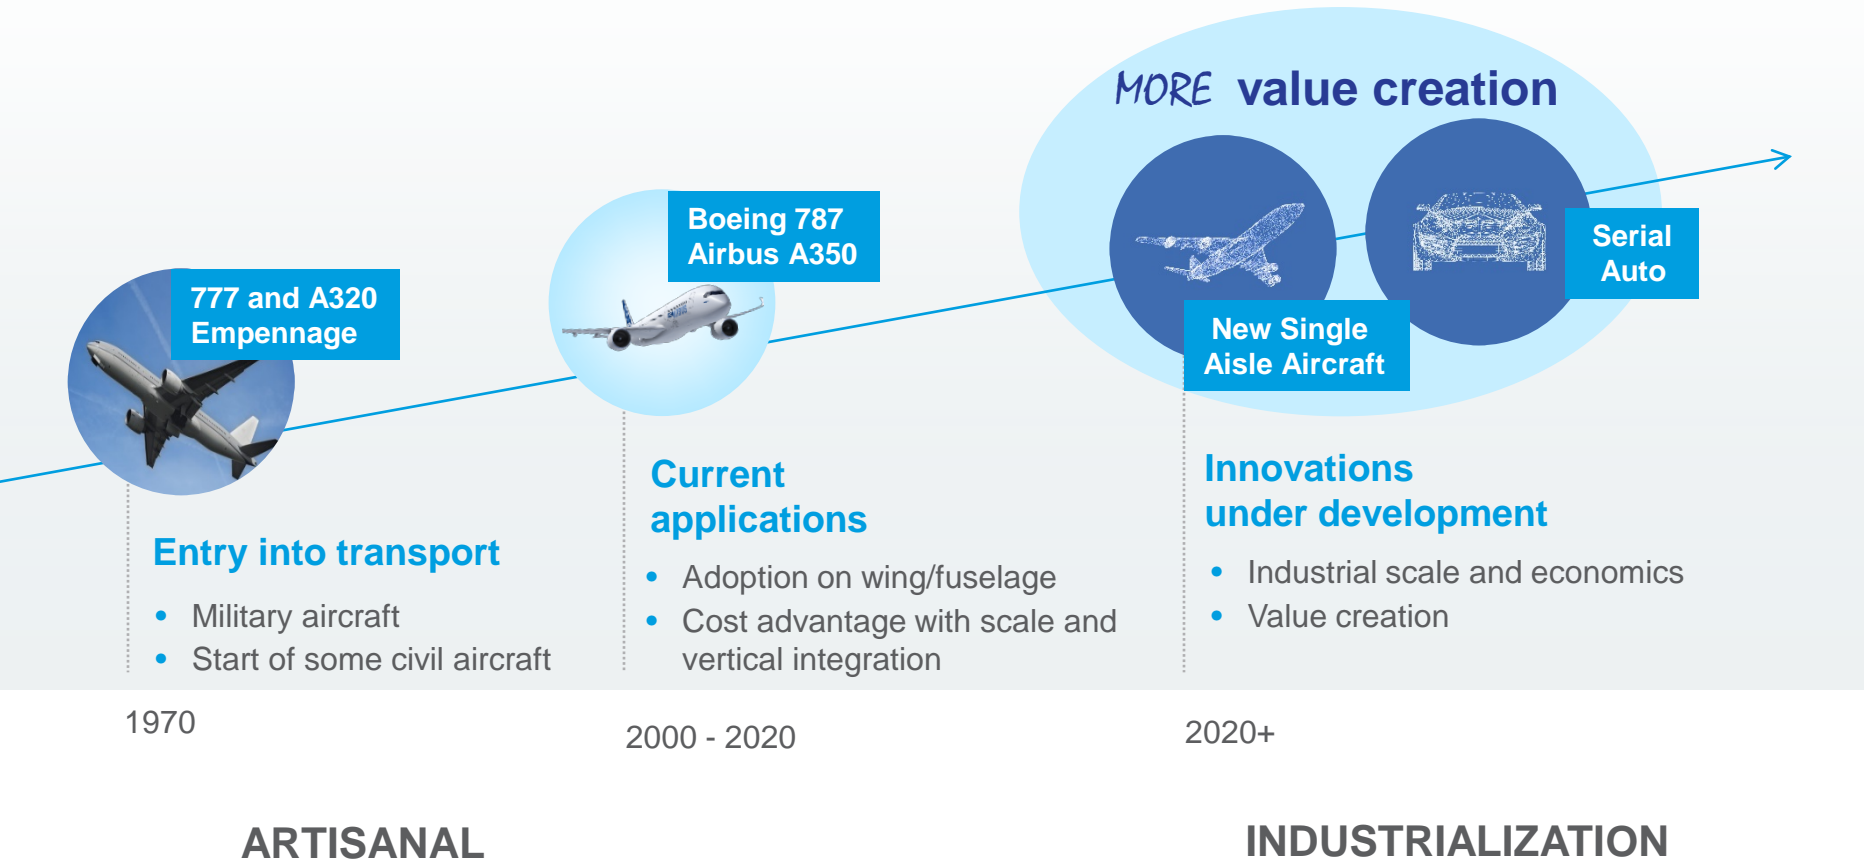 MORE value creation
777 and A320
Empennage
Boeing 787
Airbus A350
New Single
Aisle Aircraft
Serial
Auto
Entry into transport
• Military aircraft
• Start of some civil aircraft
Current
applications
• Adoption on wing/fuselage
• Cost advantage with scale and
vertical integration
Innovations
under development
• Industrial scale and economics
• Value creation
1970
2000 - 2020
2020+
ARTISANAL
INDUSTRIALIZATION